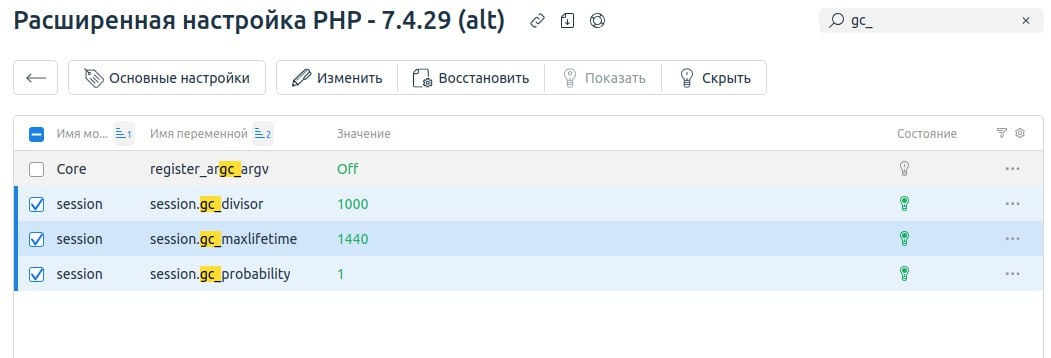 Расширенная настройка PHP - 7.4.29 (alt) gc_
Основные настройки Изменить Восстановить Показать Скрыть
Имя мо... 1 Имя переменной 2 Значение Состояние
Core register_argc_argv Off
session session.gc_divisor 1000
session session.gc_maxlifetime 1440
session session.gc_probability 1